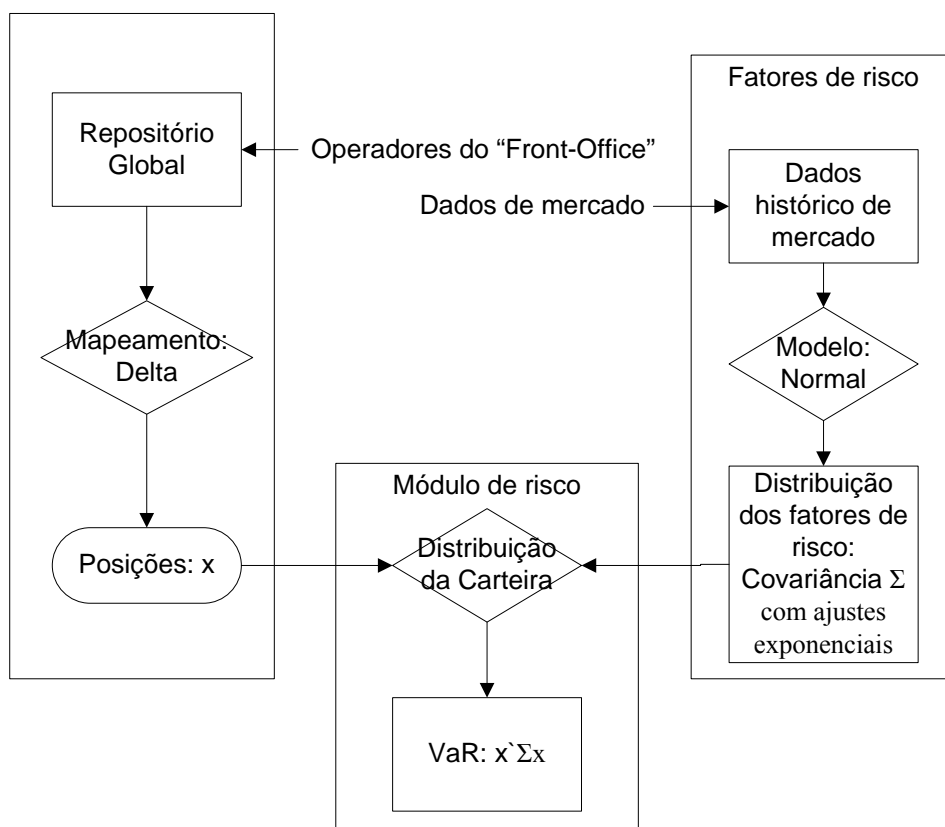 Repositório
Global
Operadores do “Front-Office”
Mapeamento:
Delta
Posições: x
Fatores de risco
Dados de mercado
Dados
histórico de
mercado
Modelo:
Normal
Distribuição
dos fatores de
risco:
Covariância Σ
com ajustes
exponenciais
Módulo de risco
Distribuição
da Carteira
VaR: x`Σx